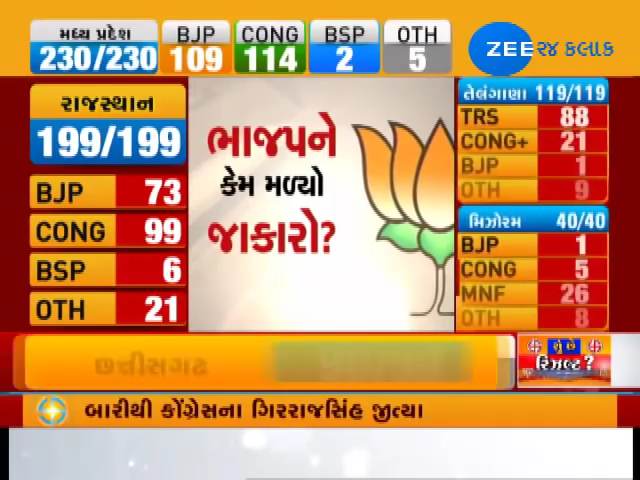 મધ્ય પ્રદેશ
230/230
BJP
109
CONG
114
BSP
2
OTH
5
ZEE ૨૪ કલાક
રાજસ્થાન
199/199
BJP 73
CONG 99
BSP 6
OTH 21
ભાજપને
કેમ મળ્યો
જાકારો?
તેલંગાણા 119/119
TRS 88
CONG+ 21
BJP 1
OTH 9
મિઝોરમ 40/40
BJP 1
CONG 5
MNF 26
OTH 8
છત્તીસગઢ
શું છે
રિઝલ્ટ?
બારીથી કોંગ્રેસના ગિરરાજસિંહ જીત્યા